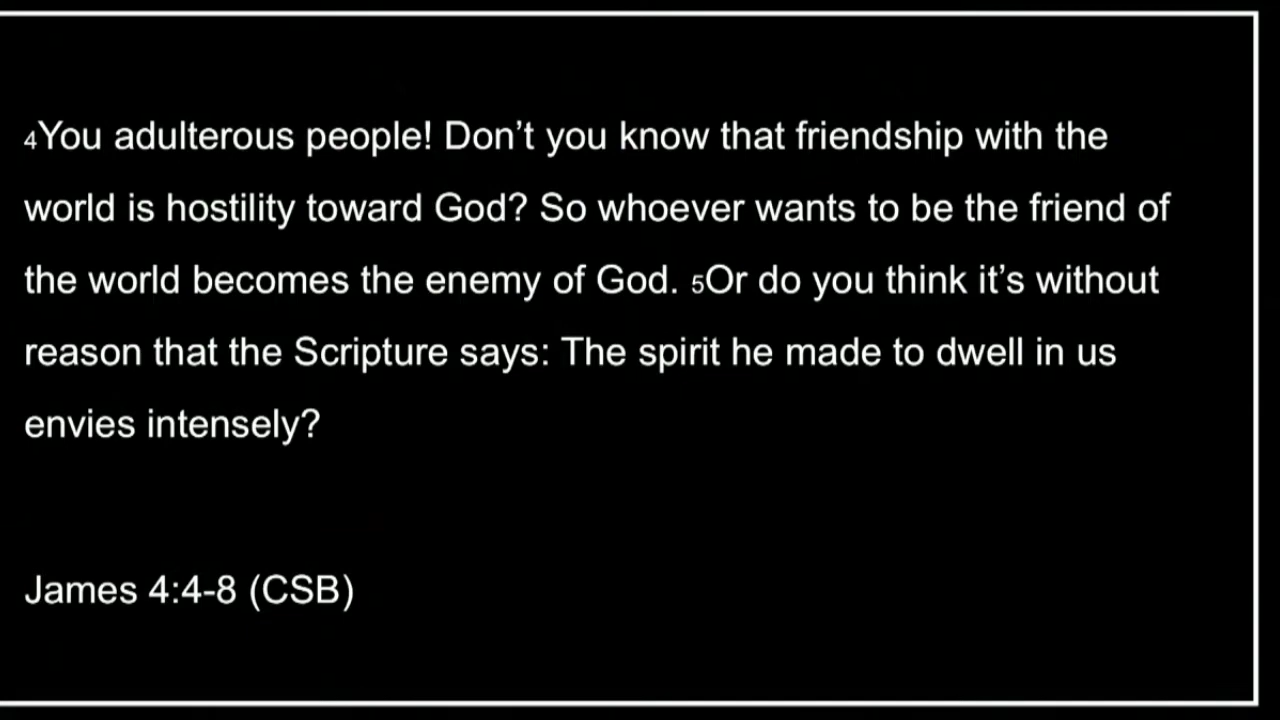 4You adulterous people! Don’t you know that friendship with the
world is hostility toward God? So whoever wants to be the friend of
the world becomes the enemy of God. 5Or do you think it’s without
reason that the Scripture says: The spirit he made to dwell in us
envies intensely?
James 4:4-8 (CSB)